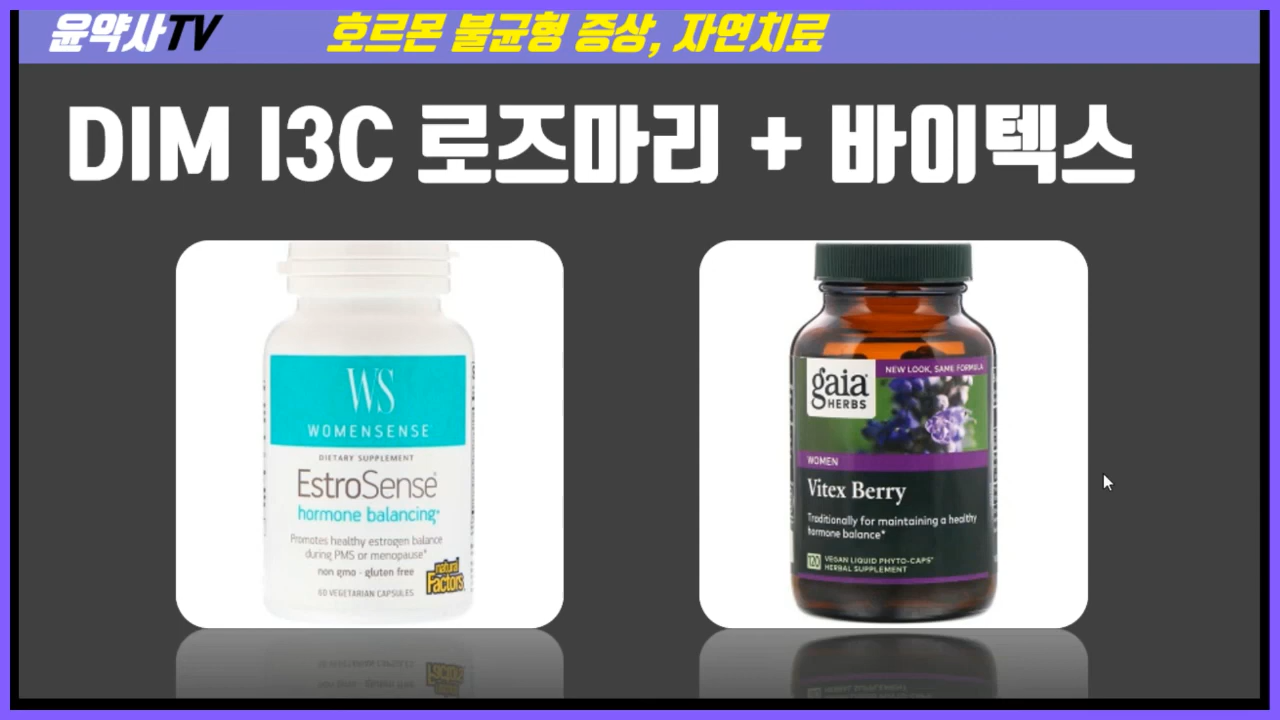 윤약사TV
호르몬 불균형 증상, 자연치료
DIM I3C 로즈마리 + 바이텍스
WS
WOMENSENSE
DIETARY SUPPLEMENT
EstroSense
hormone balancing*
Promotes healthy estrogen balance
during PMS or menopause*
non gmo - gluten free
natural
Factors
60 VEGETARIAN CAPSULES
gaia
HERBS
NEW LOOK, SAME FORMULA
WOMEN
Vitex Berry
Traditionally for maintaining a healthy
hormone balance*
120 VEGAN LIQUID PHYTO-CAPS*
HERBAL SUPPLEMENT